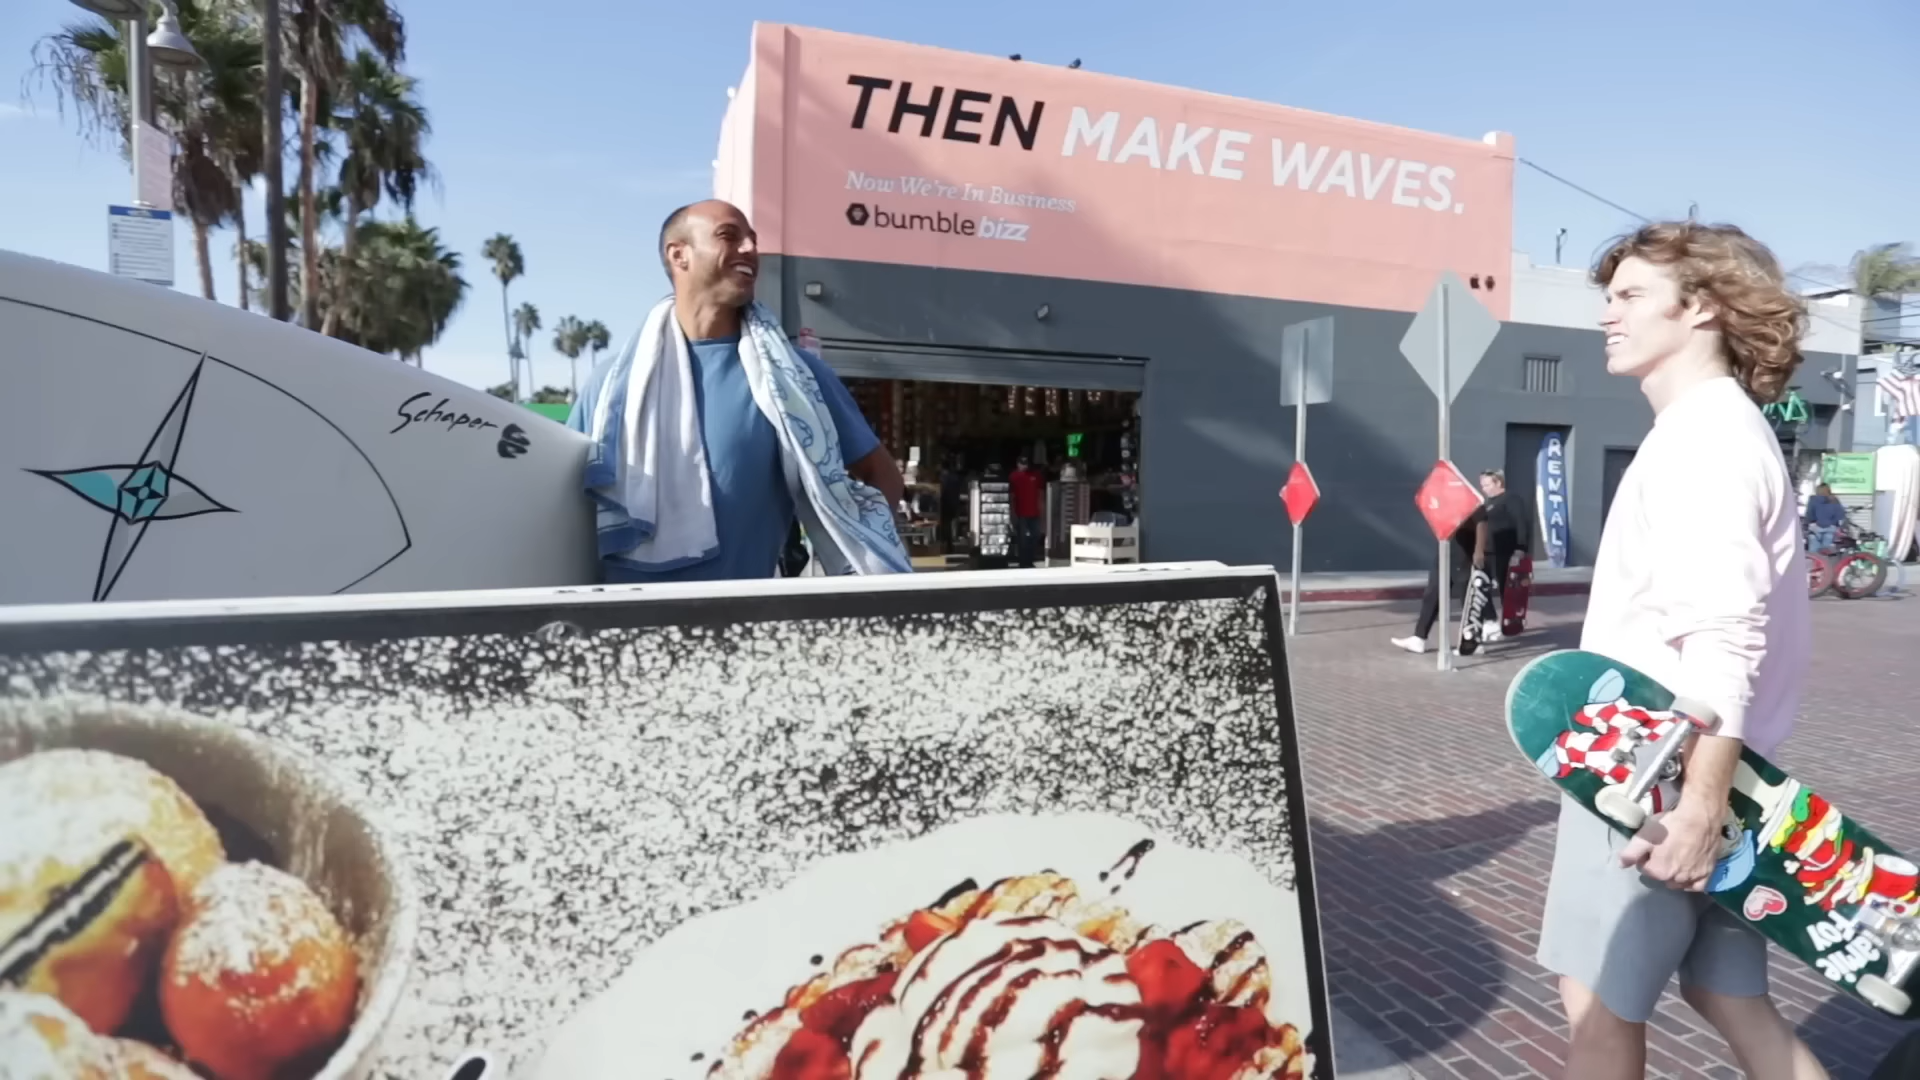 THEN MAKE WAVES.
Now We're In Business
bumble bizz
Schaper
RENTAL